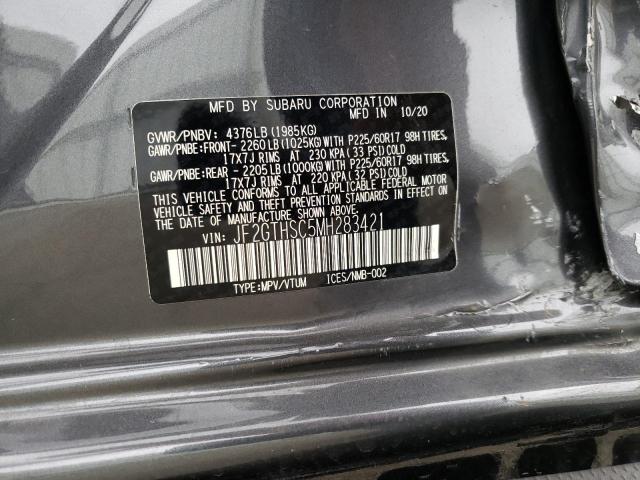 MFD BY SUBARU CORPORATION
MFD IN 10/20
GVWR/PNBV: 4376LB(1985KG)
GAWR/PNBE:FRONT- 2260LB(1025KG)WITH P225/60R17 98H TIRES,
17X7J RIMS AT 230 KPA(33 PSI)COLD
GAWR/PNBE:REAR - 2205LB(1000KG)WITH P225/60R17 98H TIRES,
17X7J RIMS AT 220 KPA(32 PSI)COLD
THIS VEHICLE CONFORMS TO ALL APPLICABLE FEDERAL MOTOR
VEHICLE SAFETY AND THEFT PREVENTION STANDARDS IN EFFECT ON
THE DATE OF MANUFACTURE SHOWN ABOVE.
VIN: JF2GTHSC5MH283421
TYPE:MPV/VTUM ICES/NMB-002